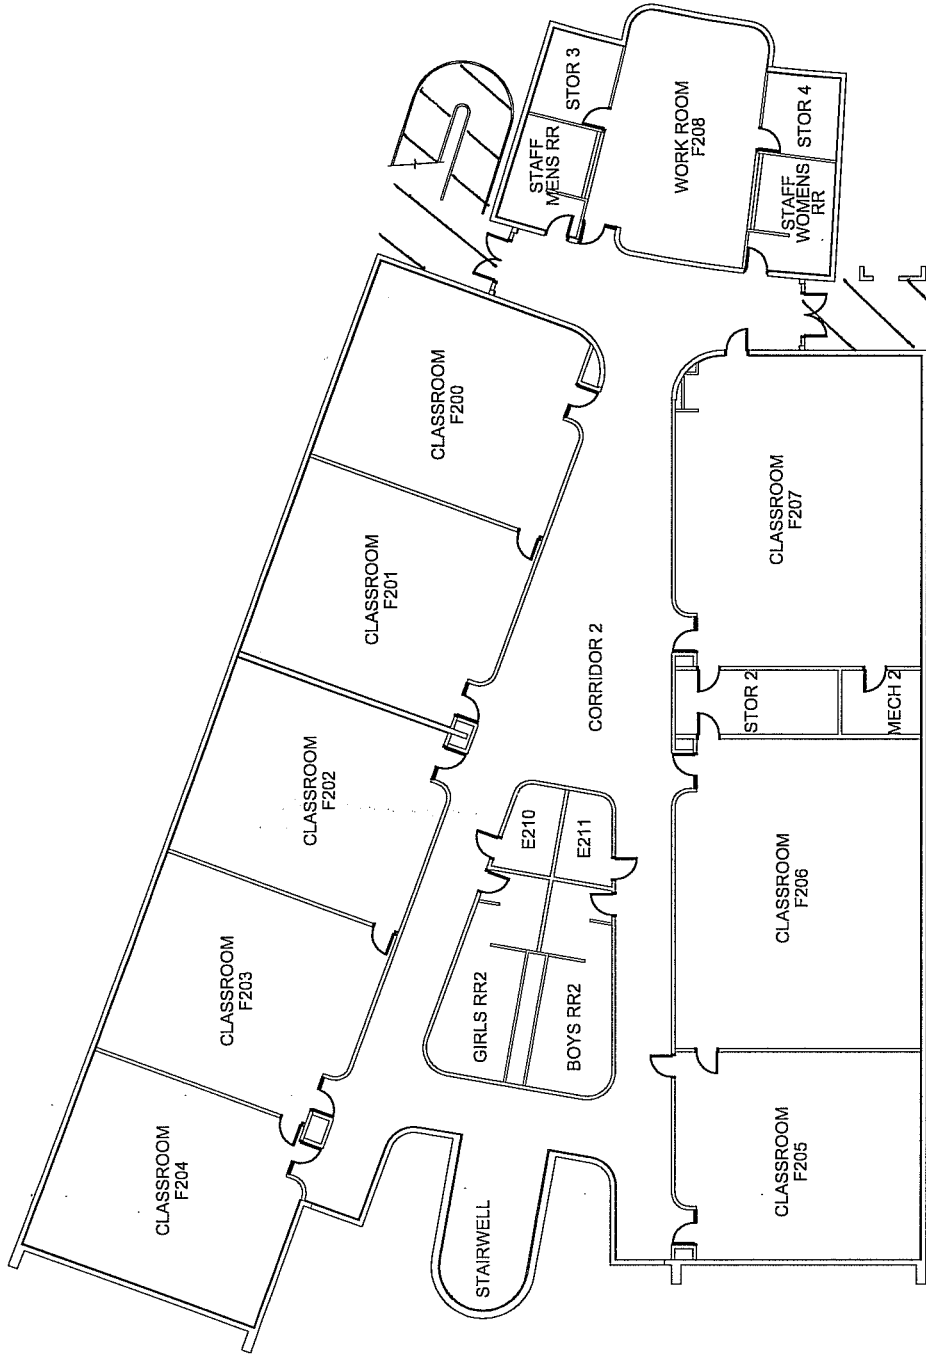 STOR 3
STAFF
MENS RR
WORK ROOM
F208
STOR 4
STAFF
WOMENS
RR
CLASSROOM
F200
CLASSROOM
F201
CLASSROOM
F202
CLASSROOM
F203
CLASSROOM
F204
CORRIDOR 2
E210
E211
GIRLS RR2
BOYS RR2
STAIRWELL
CLASSROOM
F207
STOR 2
MECH 2
CLASSROOM
F206
CLASSROOM
F205